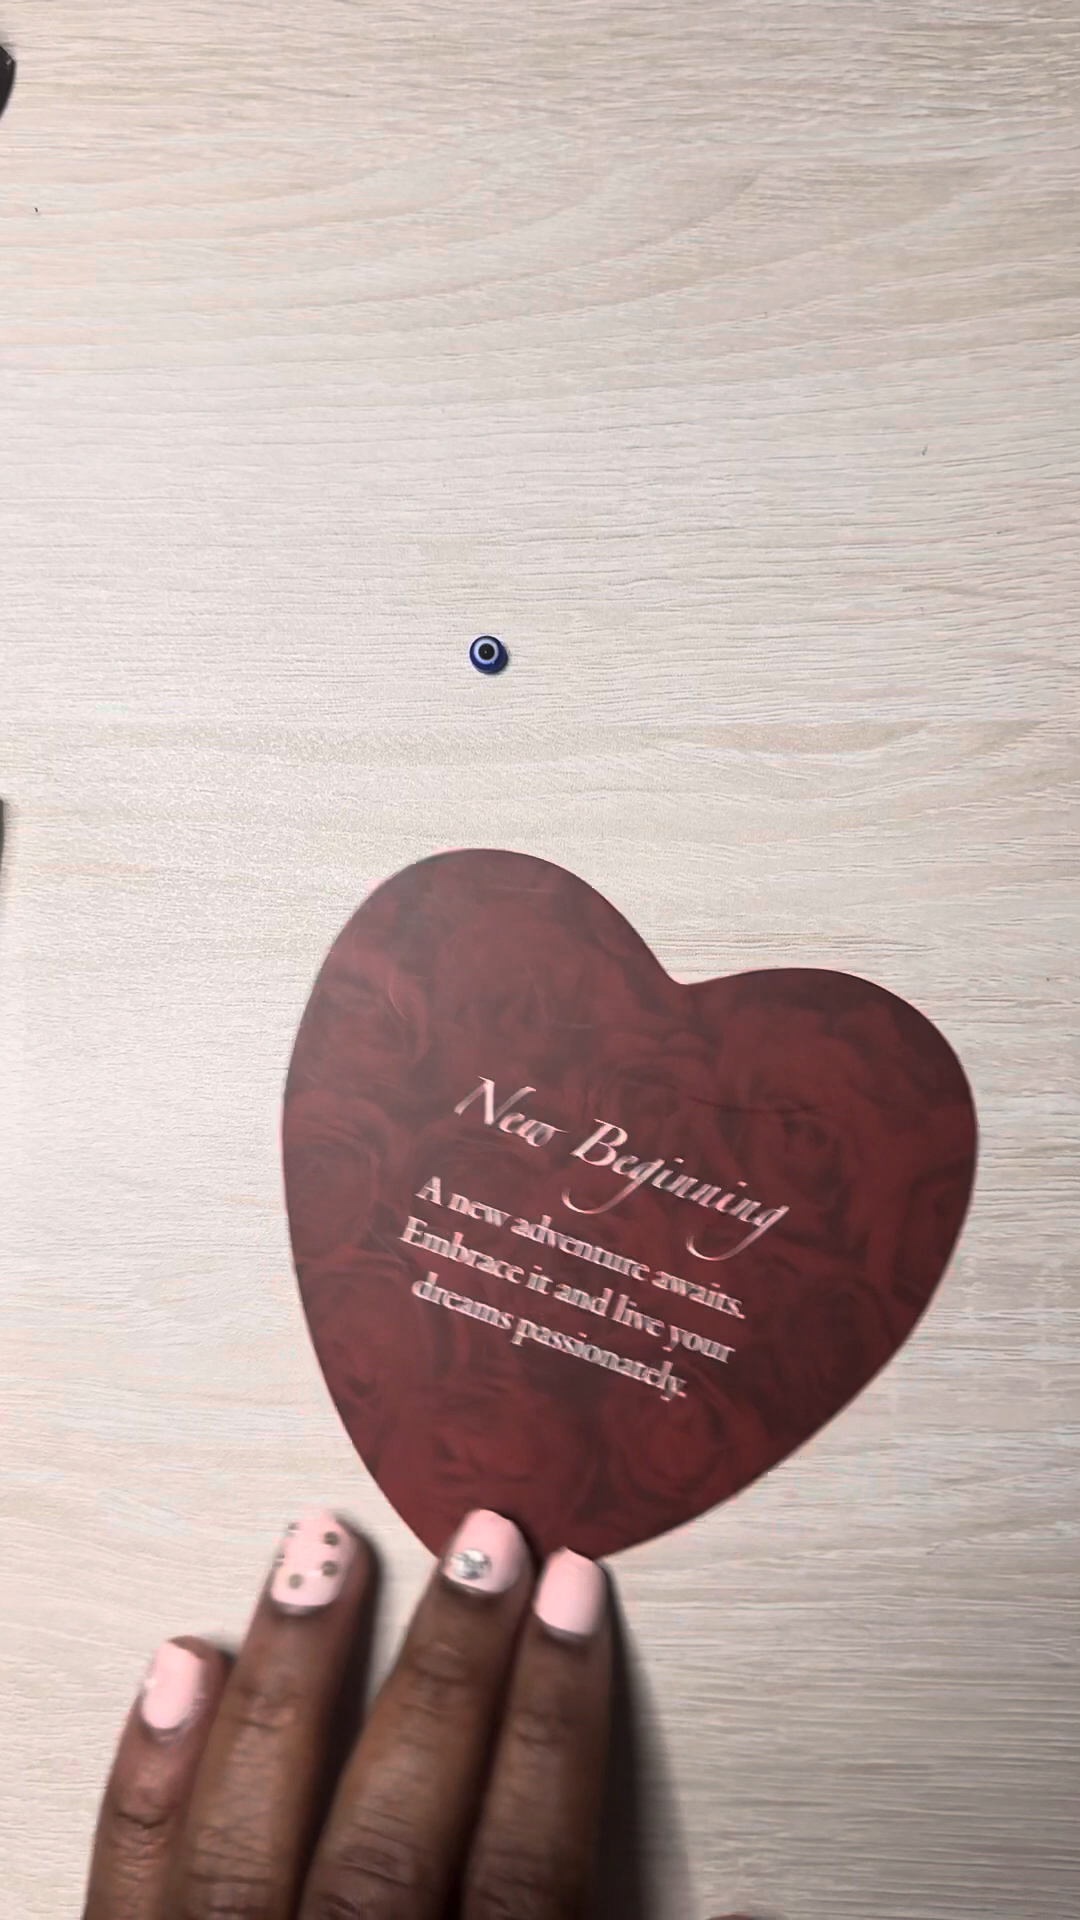 New Beginning
A new adventure awaits.
Embrace it and live your
dreams passionately.